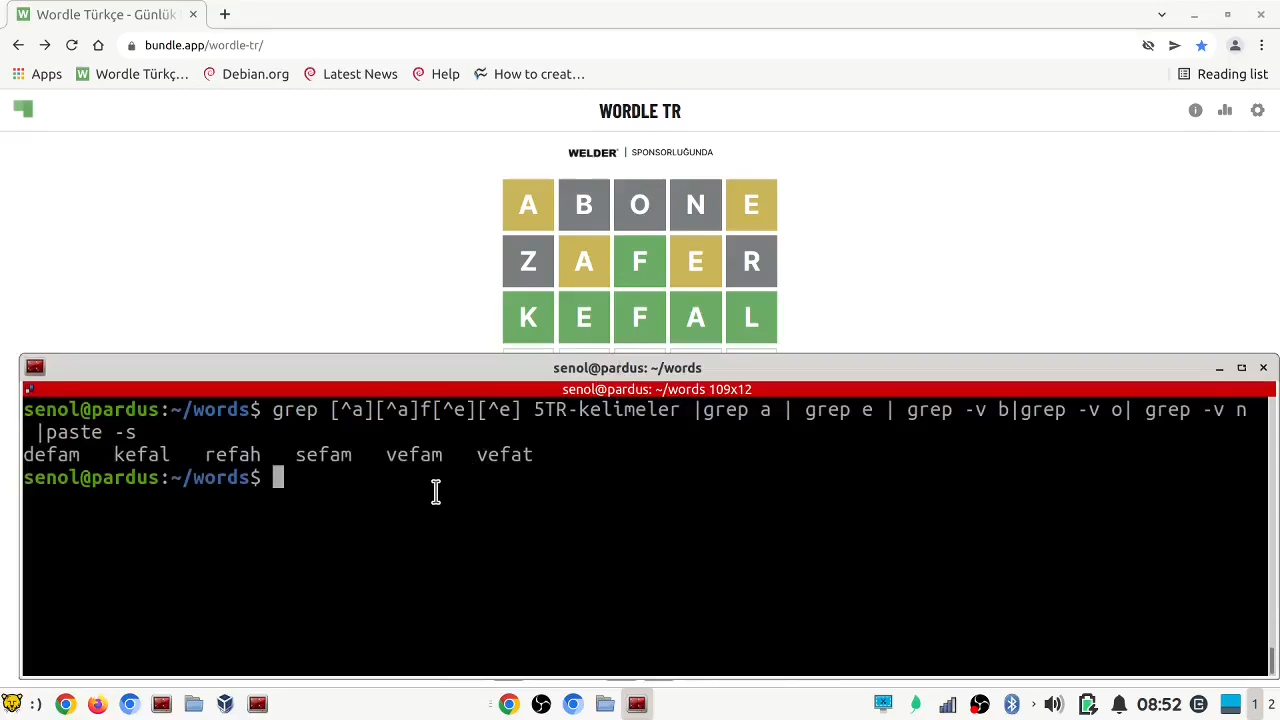 Wordle Türkçe - Günlük
bundle.app/wordle-tr/
Apps Wordle Türkç… Debian.org Latest News Help How to creat… Reading list
WORDLE TR
WELDER | SPONSORLUĞUNDA
A B O N E
Z A F E R
K E F A L
senol@pardus: ~/words
senol@pardus: ~/words 109x12
senol@pardus:~/words$ grep [^a][^a]f[^e][^e] 5TR-kelimeler |grep a | grep e | grep -v b|grep -v o| grep -v n
|paste -s
defam kefal refah sefam vefam vefat
senol@pardus:~/words$
:) 08:52 1 2